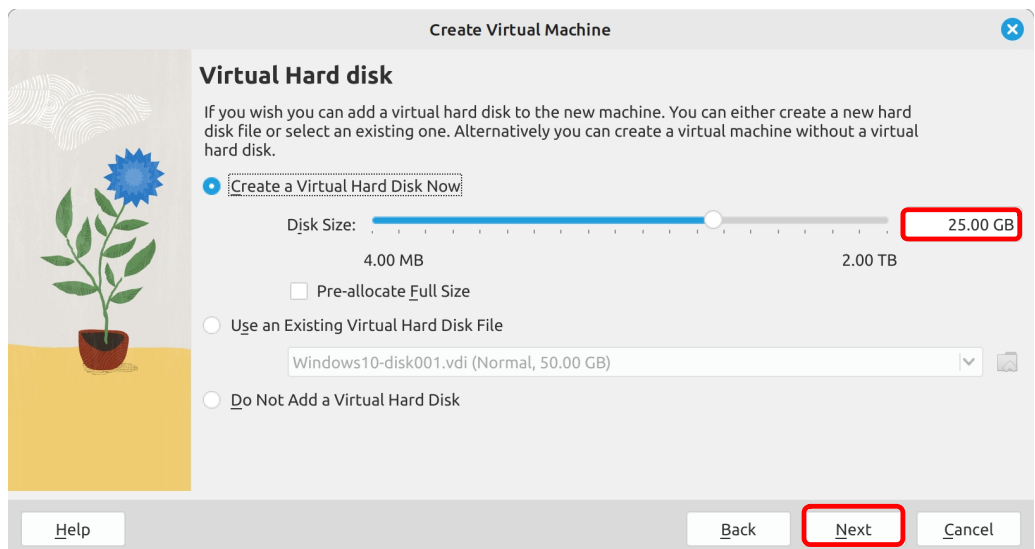 Create Virtual Machine
Virtual Hard disk
If you wish you can add a virtual hard disk to the new machine. You can either create a new hard
disk file or select an existing one. Alternatively you can create a virtual machine without a virtual
hard disk.
Create a Virtual Hard Disk Now
Disk Size:
25.00 GB
4.00 MB
2.00 TB
Pre-allocate Full Size
Use an Existing Virtual Hard Disk File
Windows10-disk001.vdi (Normal, 50.00 GB)
Do Not Add a Virtual Hard Disk
Help
Back
Next
Cancel